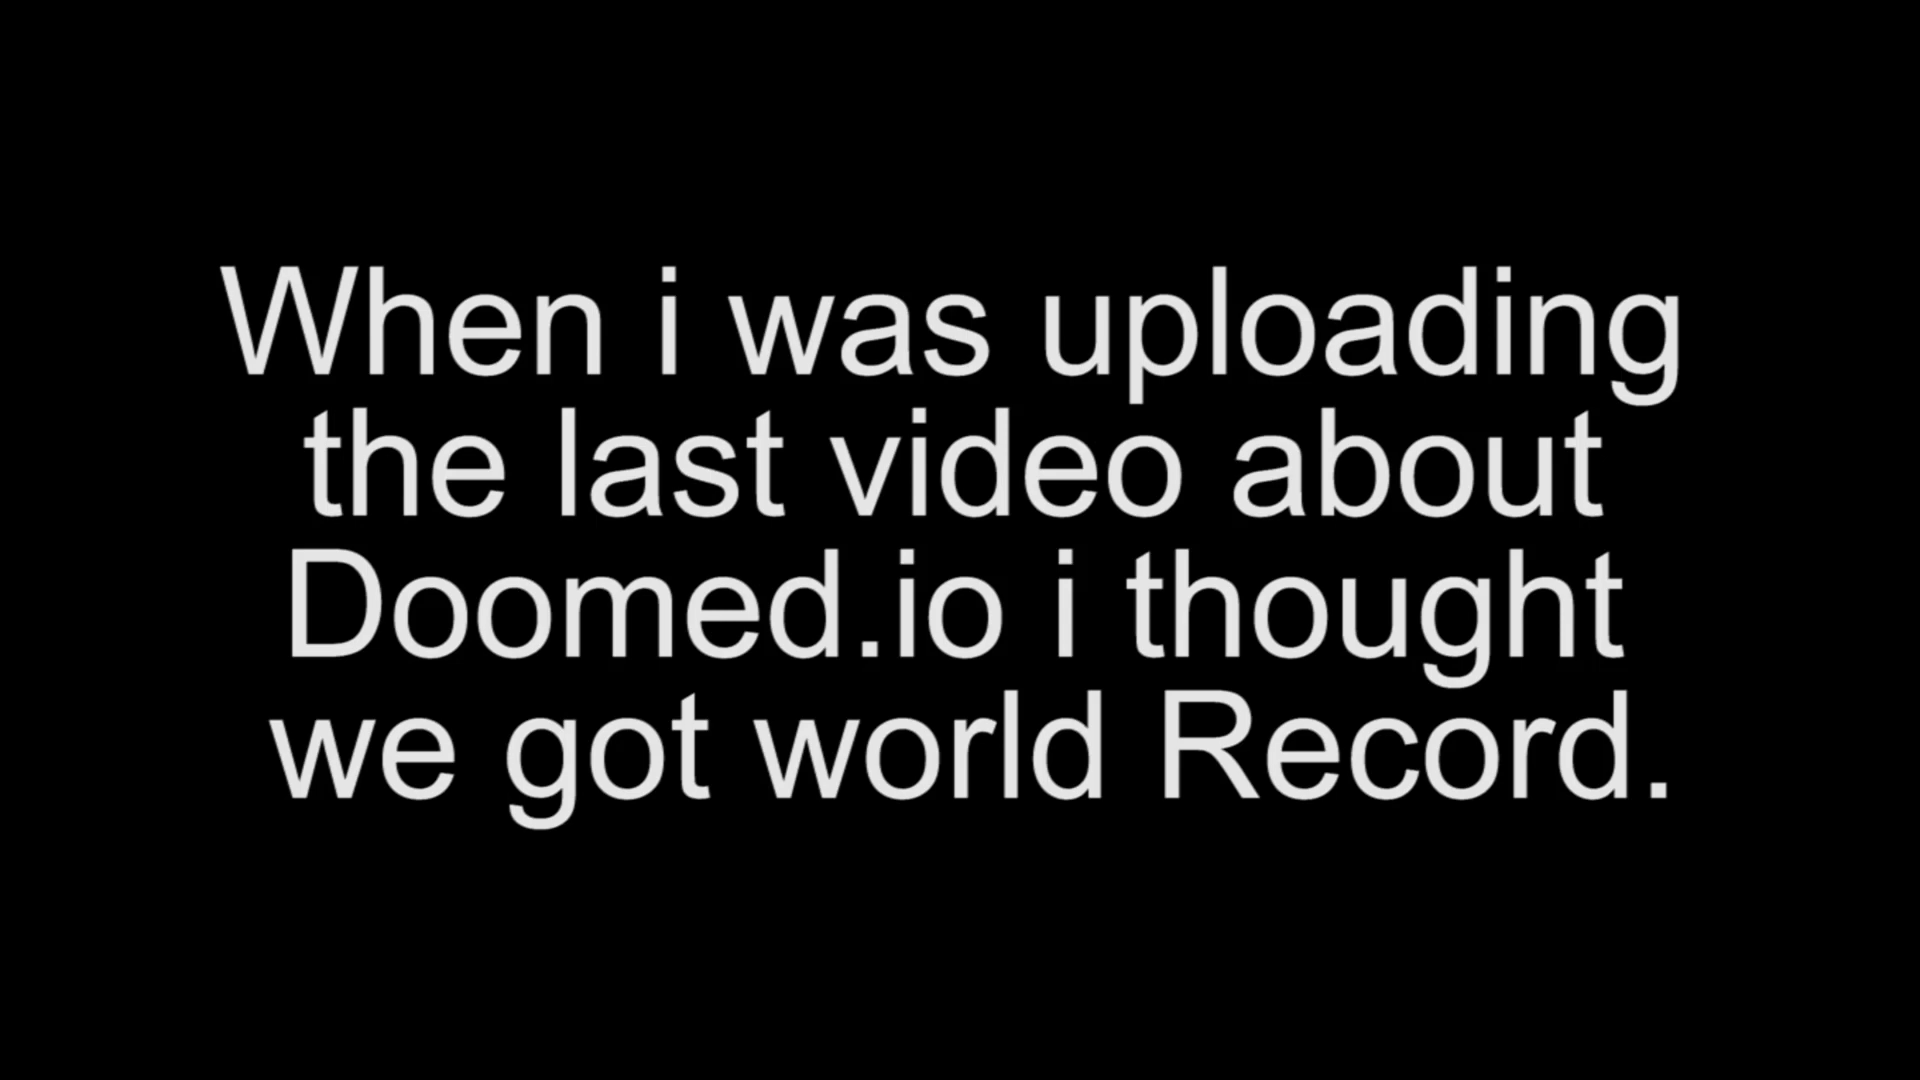 When i was uploading
the last video about
Doomed.io i thought
we got world Record.